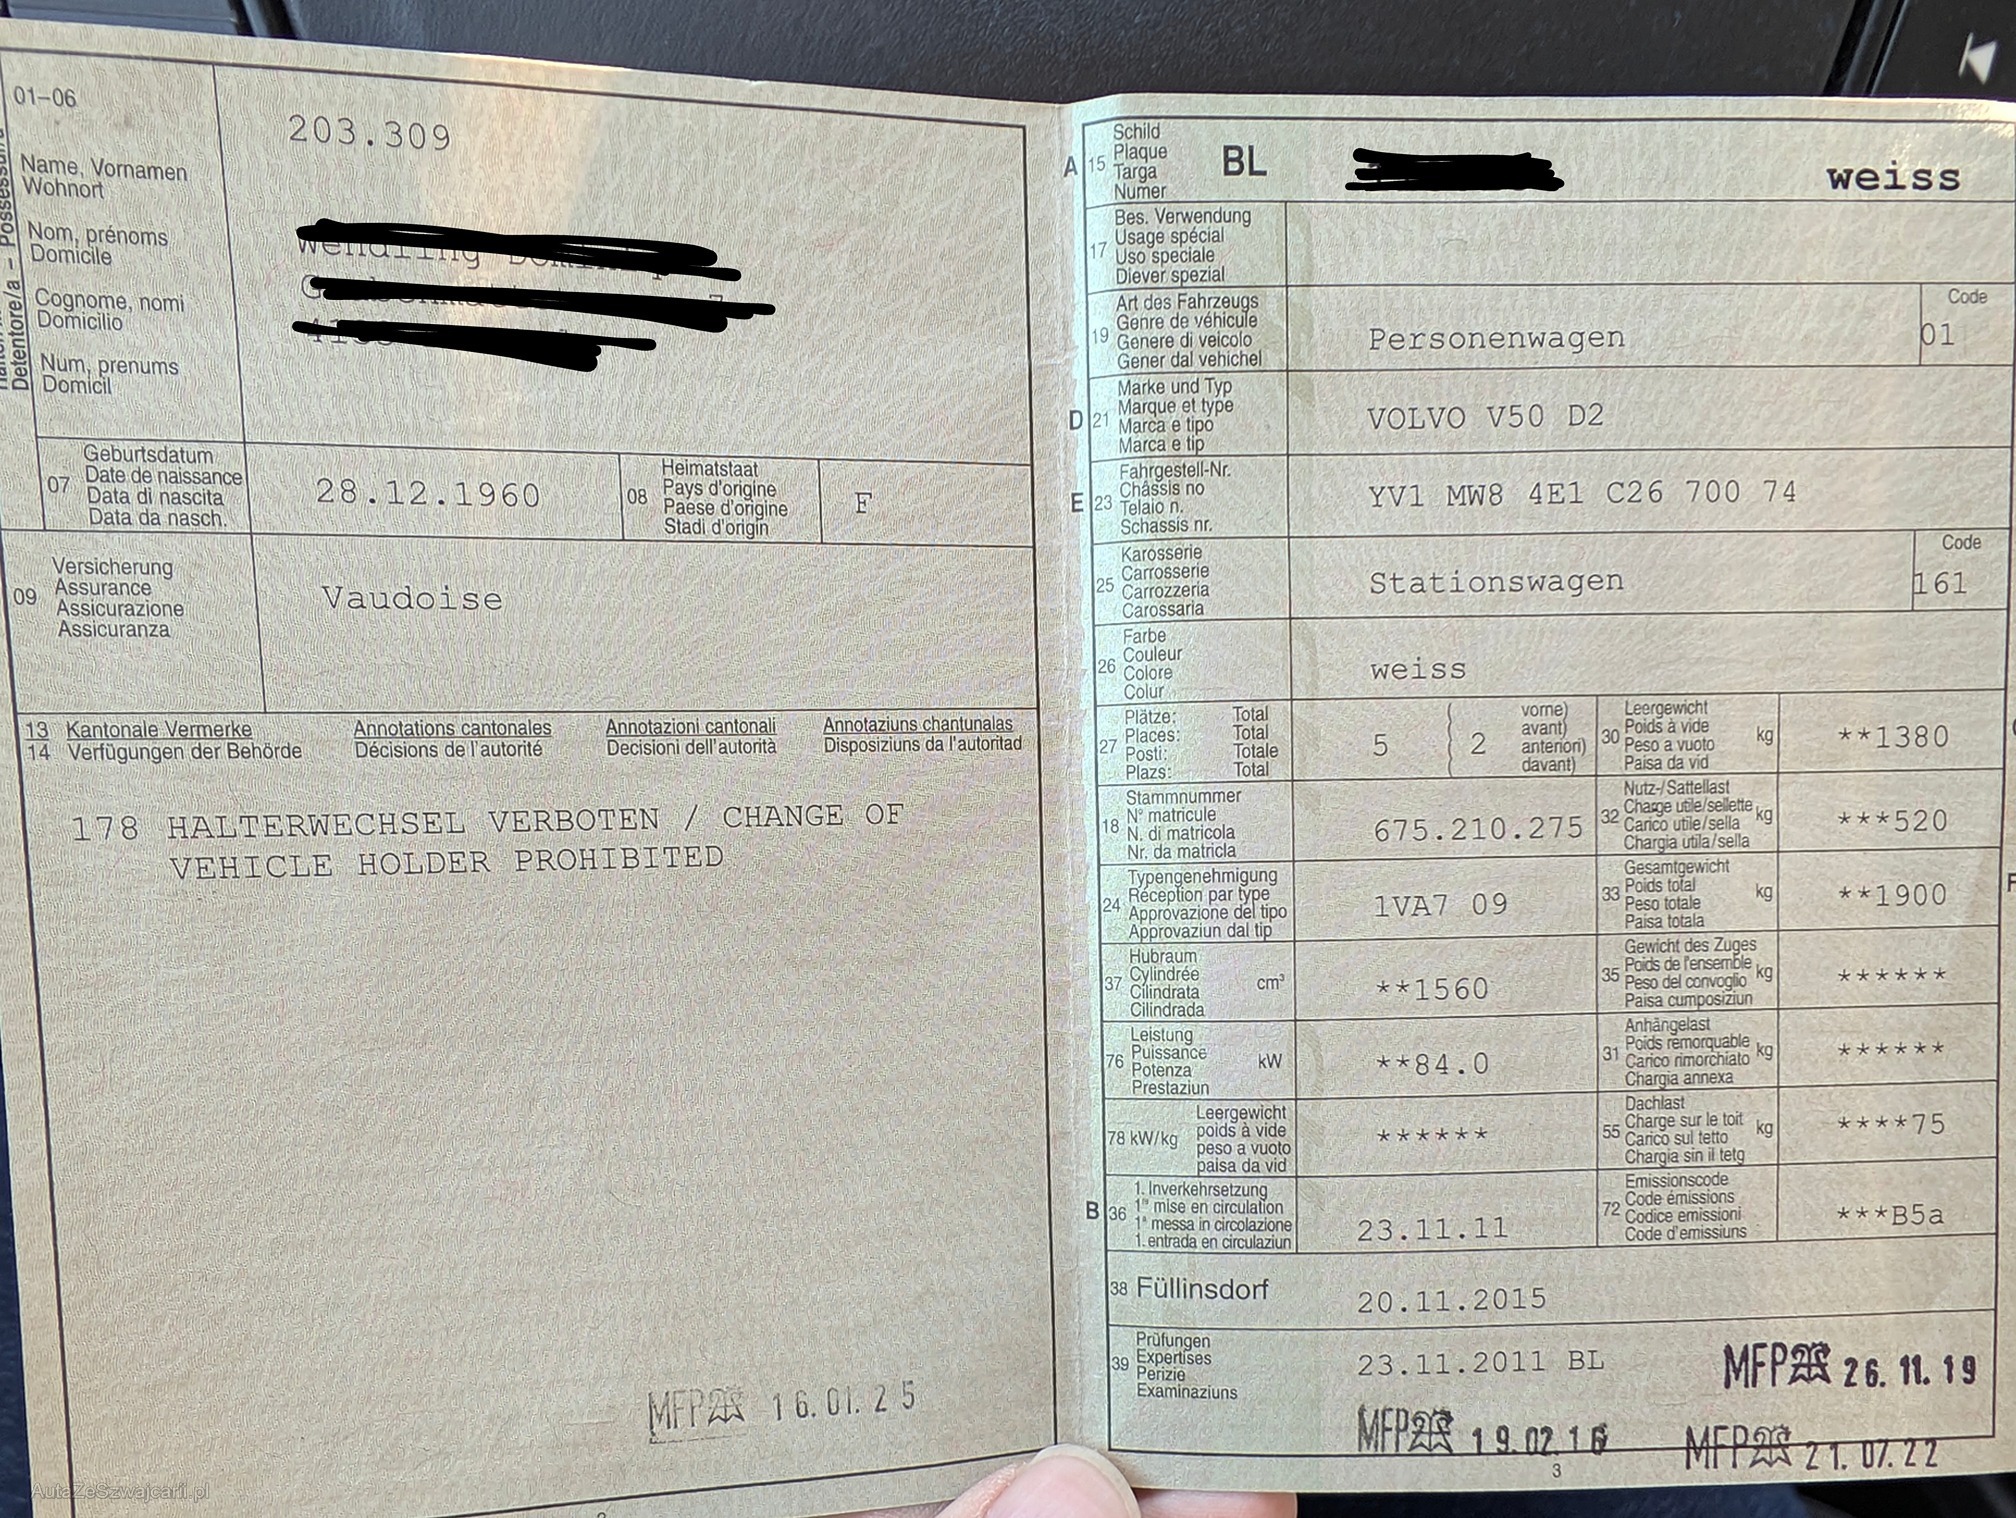 01-06
203.309
Name, Vornamen
Wohnort
Nom, prénoms
Domicile
Cognome, nomi
Domicilio
Num, prenums
Domicil
Detentore/a -
07
Geburtsdatum
Date de naissance
Data di nascita
Data da nasch.
28.12.1960
08
Heimatstaat
Pays d'origine
Paese d'origine
Stadi d'origin
F
09
Versicherung
Assurance
Assicurazione
Assicuranza
Vaudoise
13 Kantonale Vermerke Annotations cantonales Annotazioni cantonali Annotaziuns chantunalas
14 Verfügungen der Behörde Décisions de l'autorité Decisioni dell'autorità Disposiziuns da l'autoritad
178 HALTERWECHSEL VERBOTEN / CHANGE OF
VEHICLE HOLDER PROHIBITED
MFP 16.01.25
AutaZeSzwajcarii.pl
A 15
Schild
Plaque
Targa
Numer
BL
weiss
17
Bes. Verwendung
Usage spécial
Uso speciale
Diever spezial
19
Art des Fahrzeugs
Genre de véhicule
Genere di veicolo
Gener dal vehichel
Personenwagen
Code
01
D 21
Marke und Typ
Marque et type
Marca e tipo
Marca e tip
VOLVO V50 D2
E 23
Fahrgestell-Nr.
Châssis no
Telaio n.
Schassis nr.
YV1 MW8 4E1 C26 700 74
25
Karosserie
Carrosserie
Carrozzeria
Carossaria
Stationswagen
Code
161
26
Farbe
Couleur
Colore
Colur
weiss
27
Plätze: Total
Places: Total
Posti: Totale
Plazs: Total
5
2
vorne)
avant)
anteriori)
davant)
30
Leergewicht
Poids à vide
Peso a vuoto
Paisa da vid
kg
**1380
18
Stammnummer
N° matricule
N. di matricola
Nr. da matricla
675.210.275
32
Nutz-/Sattellast
Charge utile/sellette
Carico utile/sella
Chargia utila/sella
kg
***520
24
Typengenehmigung
Réception par type
Approvazione del tipo
Approvaziun dal tip
1VA7 09
33
Gesamtgewicht
Poids total
Peso totale
Paisa totala
kg
**1900
37
Hubraum
Cylindrée
Cilindrata
Cilindrada
cm³
**1560
35
Gewicht des Zuges
Poids de l'ensemble
Peso del convoglio
Paisa cumposiziun
kg
******
76
Leistung
Puissance
Potenza
Prestaziun
kW
**84.0
31
Anhängelast
Poids remorquable
Carico rimorchiato
Chargia annexa
kg
******
78 kW/kg
Leergewicht
poids à vide
peso a vuoto
paisa da vid
******
55
Dachlast
Charge sur le toit
Carico sul tetto
Chargia sin il tetg
kg
****75
B 36
1. Inverkehrsetzung
1re mise en circulation
1a messa in circolazione
1. entrada en circulaziun
23.11.11
72
Emissionscode
Code émissions
Codice emissioni
Code d'emissiuns
***B5a
38 Füllinsdorf
20.11.2015
39
Prüfungen
Expertises
Perizie
Examinaziuns
23.11.2011 BL
MFP 26.11.19
MFP 19.02.16
MFP 21.07.22
3